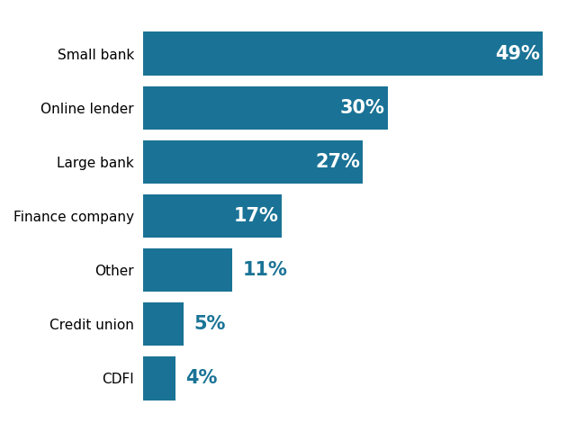 Small bank 49%
Online lender 30%
Large bank 27%
Finance company 17%
Other 11%
Credit union 5%
CDFI 4%